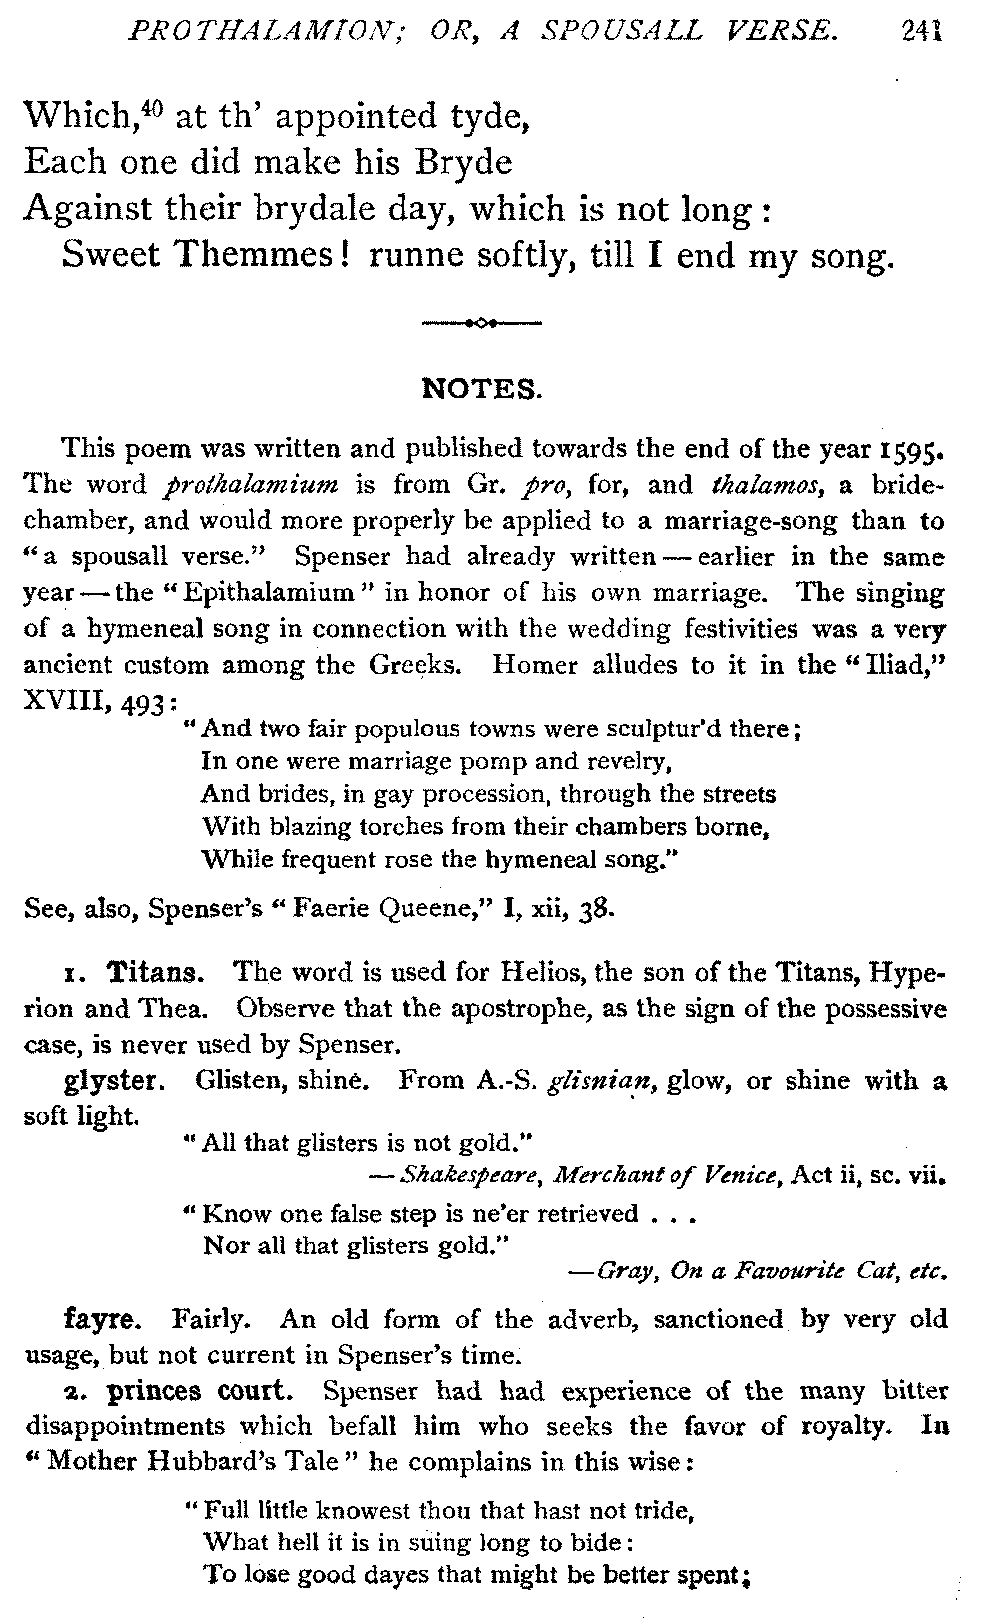 PROTHALAMION; OR, A SPOUSALL VERSE. 241
Which,40 at th' appointed tyde,
Each one did make his Bryde
Against their brydale day, which is not long :
Sweet Themmes! runne softly, till I end my song.
NOTES.
This poem was written and published towards the end of the year 1595.
The word prothalamium is from Gr. pro, for, and thalamos, a bride-
chamber, and would more properly be applied to a marriage-song than to
"a spousall verse." Spenser had already written — earlier in the same
year — the "Epithalamium" in honor of his own marriage. The singing
of a hymeneal song in connection with the wedding festivities was a very
ancient custom among the Greeks. Homer alludes to it in the "Iliad,"
XVIII, 493:
"And two fair populous towns were sculptur'd there;
In one were marriage pomp and revelry,
And brides, in gay procession, through the streets
With blazing torches from their chambers borne,
While frequent rose the hymeneal song."
See, also, Spenser's "Faerie Queene," I, xii, 38.
1. Titans. The word is used for Helios, the son of the Titans, Hype-
rion and Thea. Observe that the apostrophe, as the sign of the possessive
case, is never used by Spenser.
glyster. Glisten, shine. From A.-S. glisnian, glow, or shine with a
soft light.
"All that glisters is not gold."
— Shakespeare, Merchant of Venice, Act ii, sc. vii.
"Know one false step is ne'er retrieved . . .
Nor all that glisters gold."
— Gray, On a Favourite Cat, etc.
fayre. Fairly. An old form of the adverb, sanctioned by very old
usage, but not current in Spenser's time.
2. princes court. Spenser had had experience of the many bitter
disappointments which befall him who seeks the favor of royalty. In
"Mother Hubbard's Tale" he complains in this wise:
"Full little knowest thou that hast not tride,
What hell it is in suing long to bide:
To lose good dayes that might be better spent;